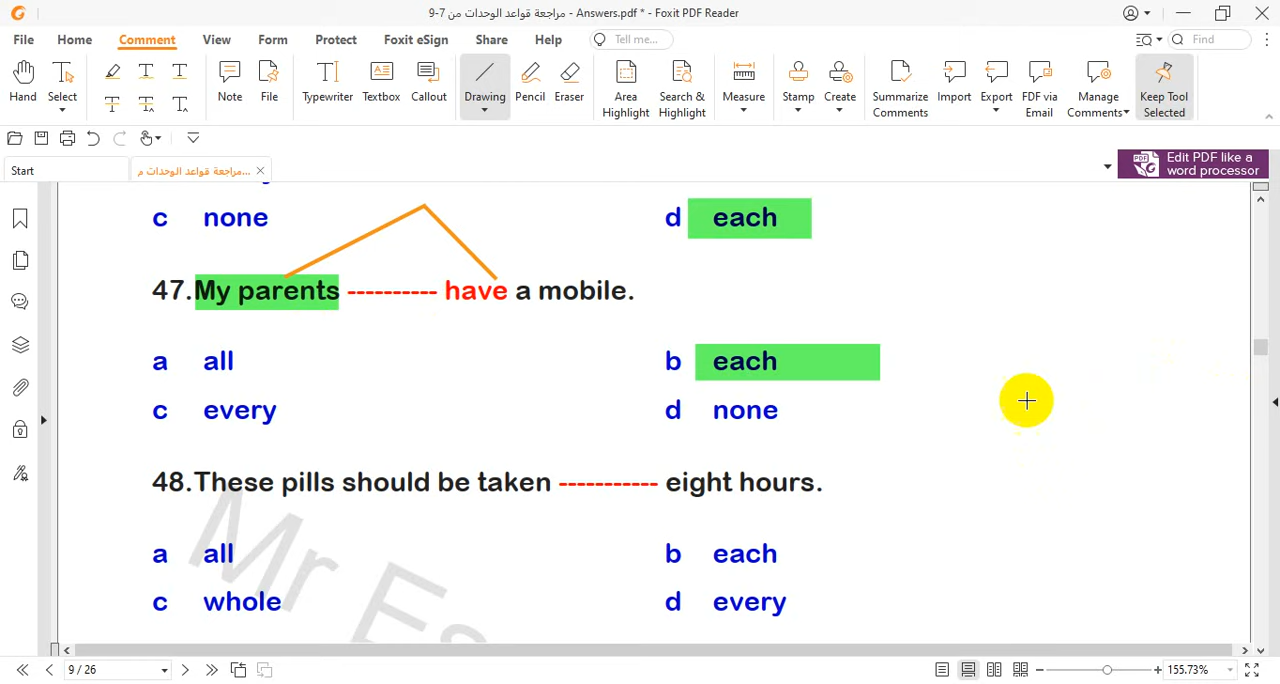 مراجعة قواعد الوحدات من 7-9 - Answers.pdf * - Foxit PDF Reader
File Home Comment View Form Protect Foxit eSign Share Help Tell me... Find
Hand Select Note File Typewriter Textbox Callout Drawing Pencil Eraser Area Highlight Search & Highlight Measure Stamp Create Summarize Comments Import Export FDF via Email Manage Comments Keep Tool Selected
Start مراجعة قواعد الوحدات م... Edit PDF like a word processor
c none d each
47.My parents ---------- have a mobile.
a all b each
c every d none
48.These pills should be taken ----------- eight hours.
a all b each
c whole d every
Mr Es
9 / 26 155.73%